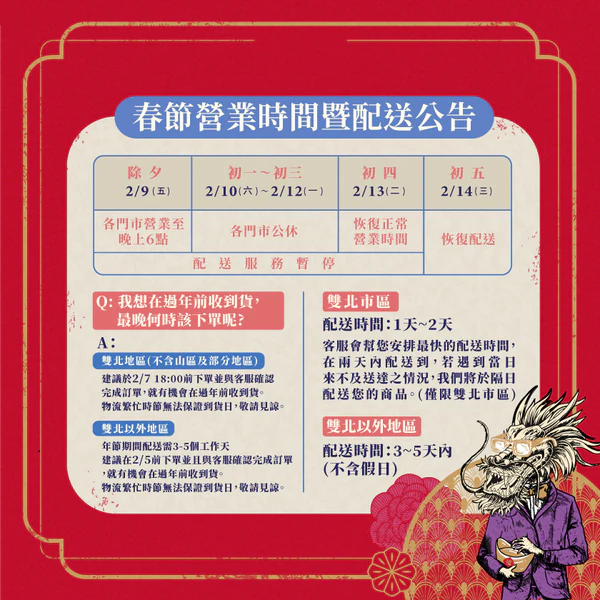 春節營業時間暨配送公告
除夕
2/9(五)
初一~初三
2/10(六)~2/12(一)
初四
2/13(二)
初五
2/14(三)
各門市營業至
晚上6點
各門市公休
恢復正常
營業時間
恢復配送
配送服務暫停
Q: 我想在過年前收到貨，
最晚何時該下單呢?
A:
雙北地區(不含山區及部分地區)
建議於2/7 18:00前下單並與客服確認
完成訂單，就有機會在過年前收到貨。
物流繁忙時節無法保證到貨日，敬請見諒。
雙北以外地區
年節期間配送需3-5個工作天
建議在2/5前下單並且與客服確認完成訂單
，就有機會在過年前收到貨。
物流繁忙時節無法保證到貨日，敬請見諒。
雙北市區
配送時間：1天~2天
客服會幫您安排最快的配送時間，
在兩天內配送到，若遇到當日
來不及送達之情況，我們將於隔日
配送您的商品。(僅限雙北市區)
雙北以外地區
配送時間：3~5天內
(不含假日)